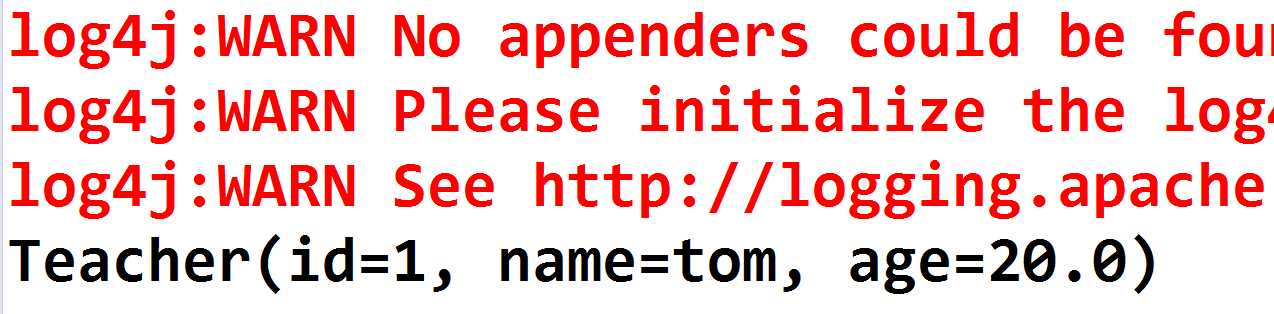 log4j:WARN No appenders could be
log4j:WARN Please initialize the
log4j:WARN See http://logging.apache
Teacher(id=1, name=tom, age=20.0)